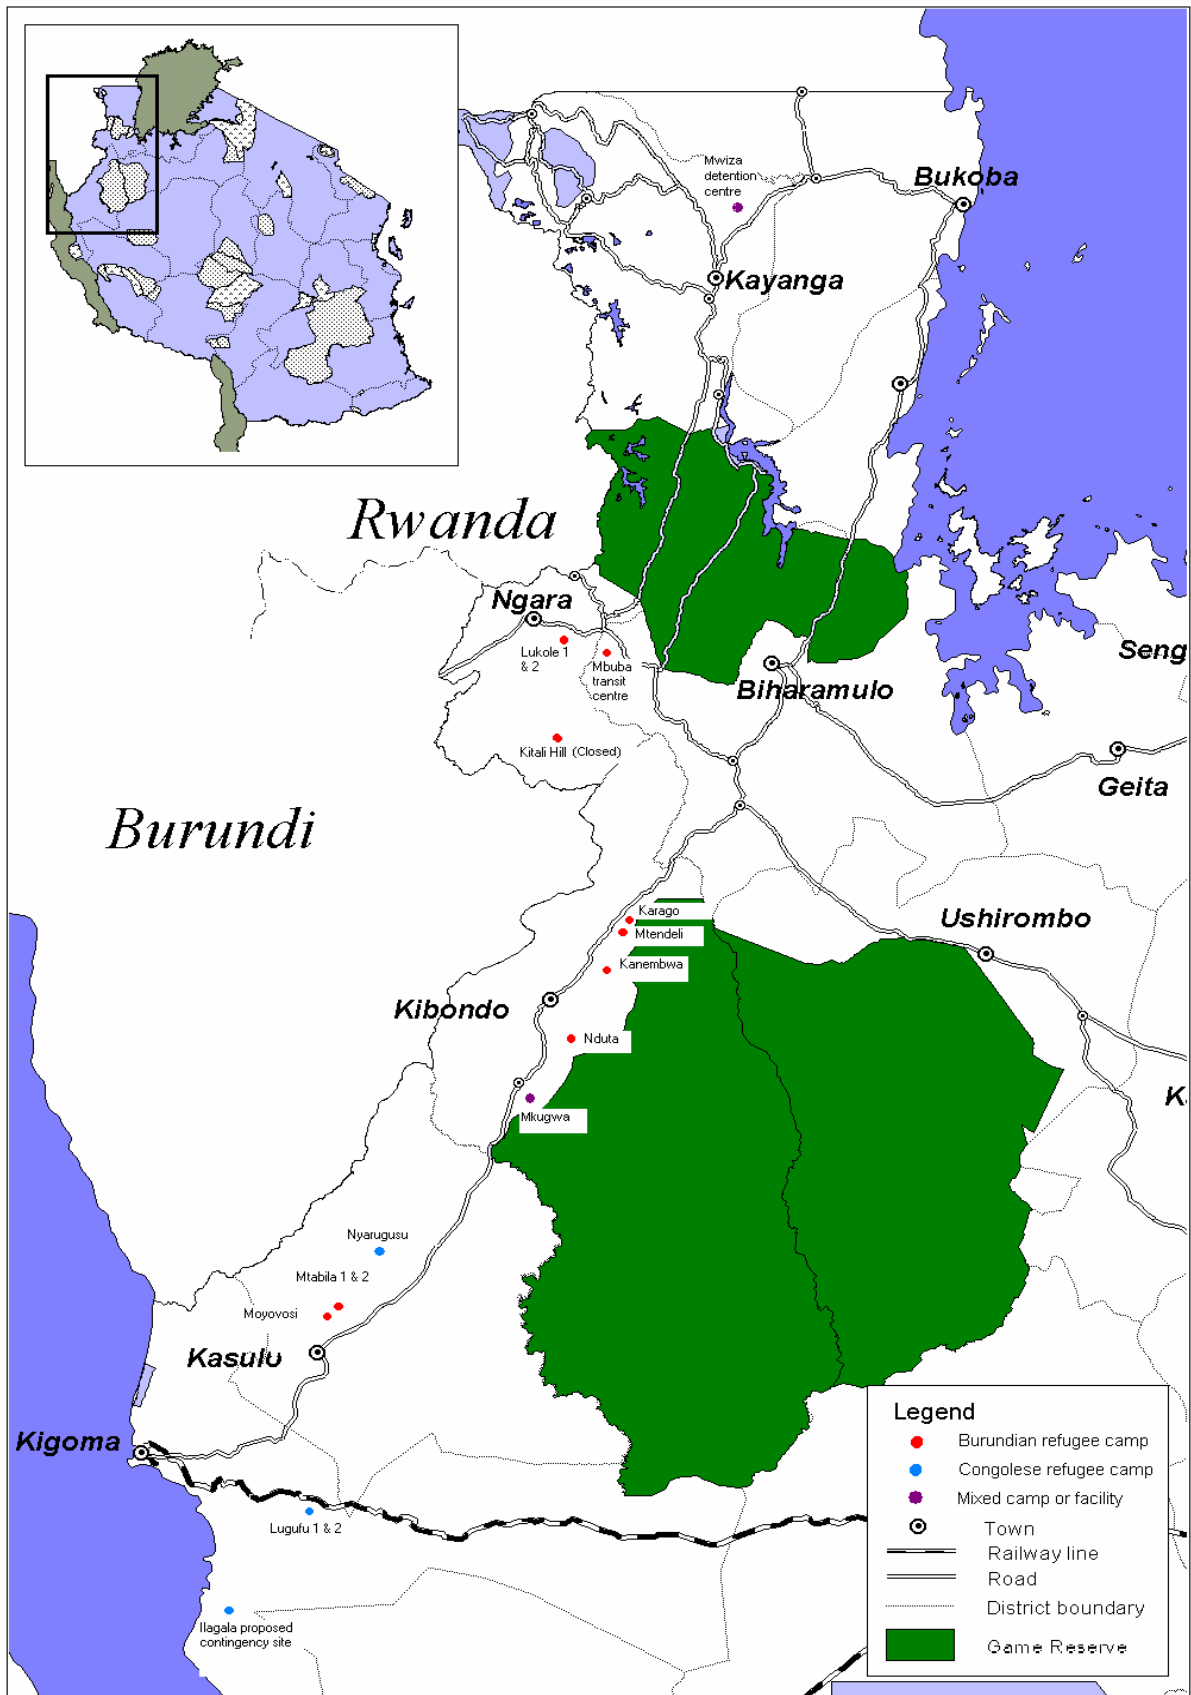 Mwiza
detention
centre
Bukoba
Kayanga
Rwanda
Ngara
Lukole 1
& 2
Mbuba
transit
centre
Seng
Biharamulo
Kitali Hill (Closed)
Geita
Burundi
Karago
Mtendeli
Ushirombo
Kanembwa
Kibondo
Nduta
K
Mkugwa
Nyarugusu
Mtabila 1 & 2
Moyovosi
Kasulu
Kigoma
Lugufu 1 & 2
Ilagala proposed
contingency site
Legend
Burundian refugee camp
Congolese refugee camp
Mixed camp or facility
Town
Railway line
Road
District boundary
Game Reserve